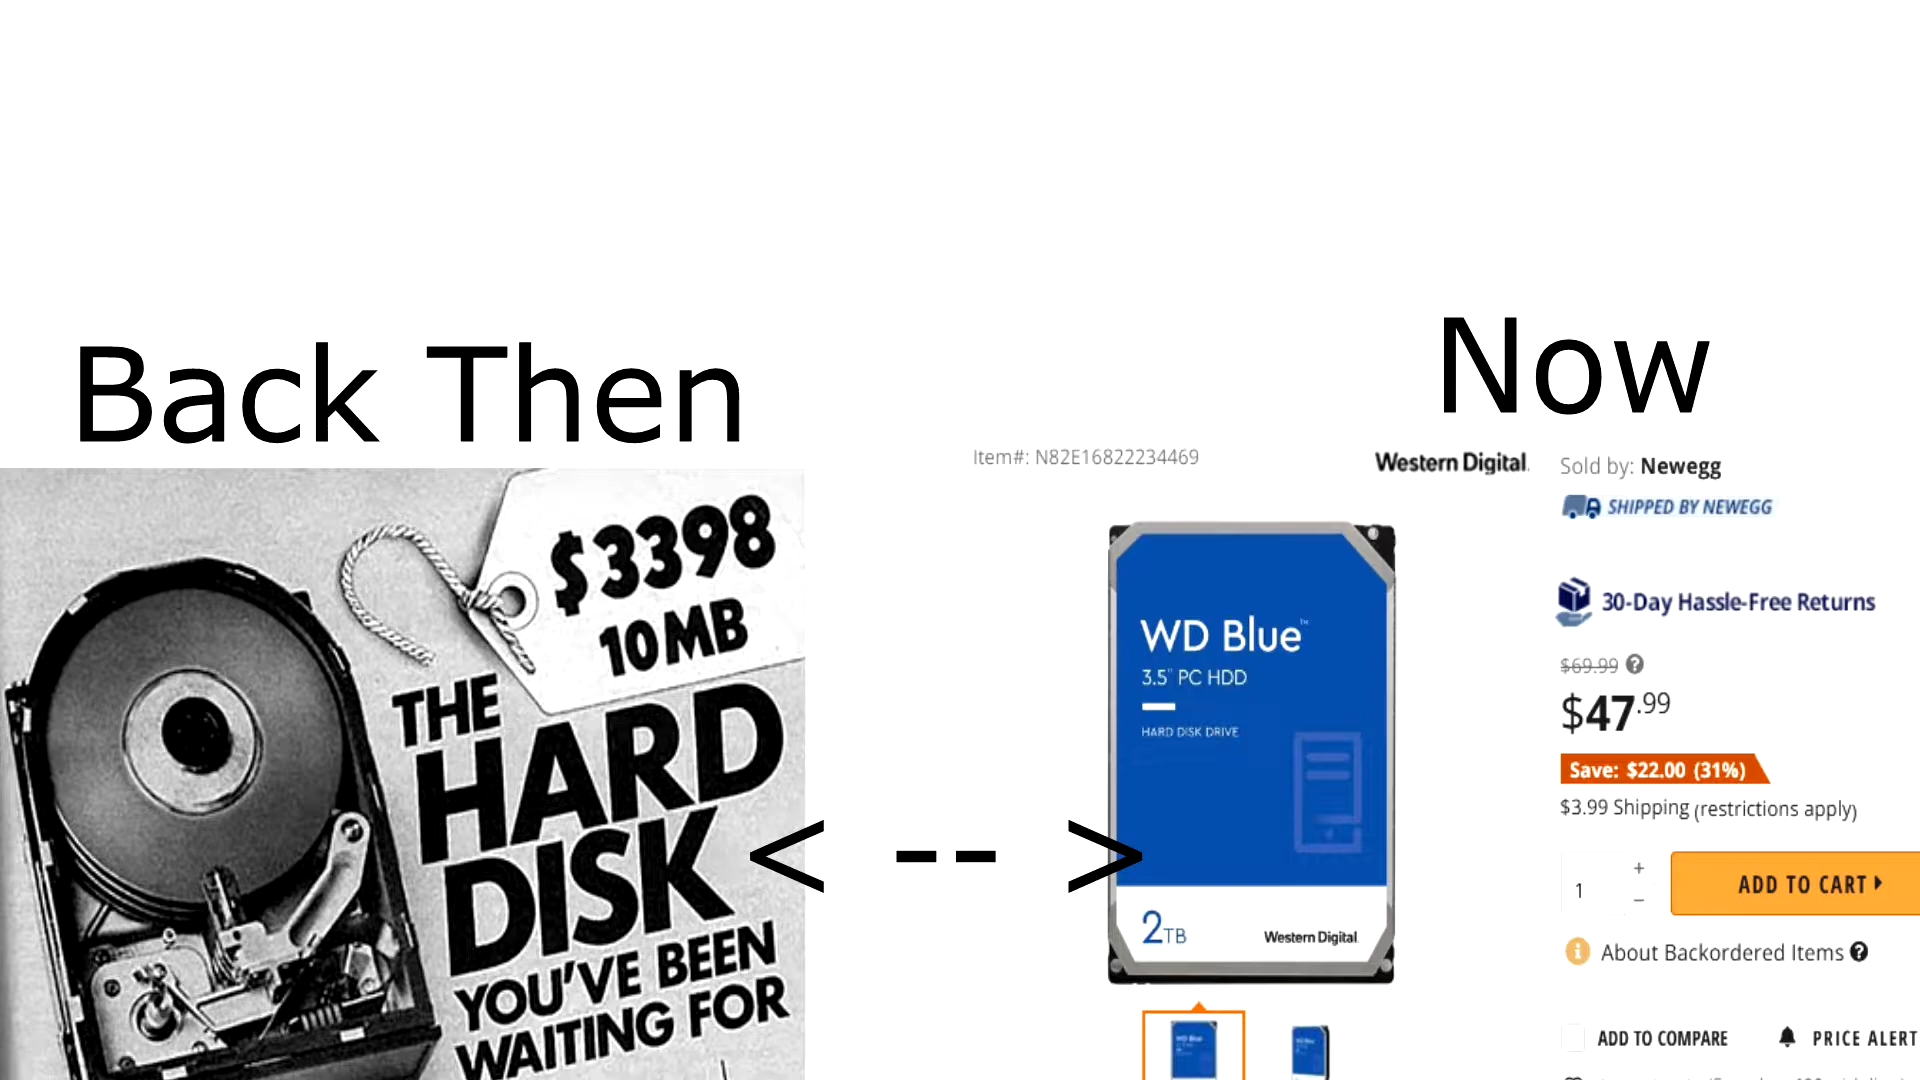 Back Then
Now
$3398
10MB
THE
HARD
DISK
YOU'VE BEEN
WAITING FOR
< -- >
Item#: N82E16822234469
Western Digital.
WD Blue™
3.5" PC HDD
HARD DISK DRIVE
2TB
Western Digital.
Sold by: Newegg
SHIPPED BY NEWEGG
30-Day Hassle-Free Returns
$69.99 ?
$47.99
Save: $22.00 (31%)
$3.99 Shipping (restrictions apply)
1
+
−
ADD TO CART
i About Backordered Items ?
ADD TO COMPARE
PRICE ALERT